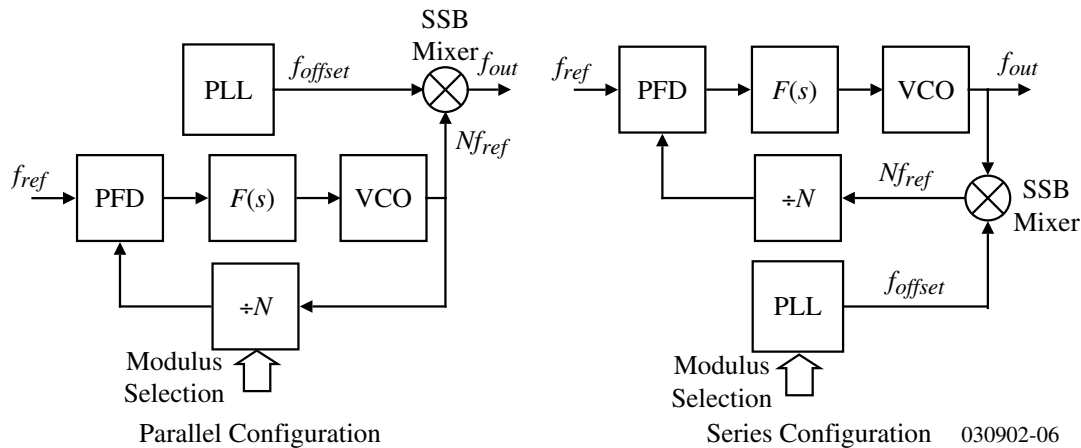 SSB
Mixer
PLL
f_offset
f_out
Nf_ref
f_ref
PFD
F(s)
VCO
÷N
Modulus
Selection
Parallel Configuration
f_ref
PFD
F(s)
VCO
f_out
÷N
Nf_ref
SSB
Mixer
PLL
f_offset
Modulus
Selection
Series Configuration
030902-06